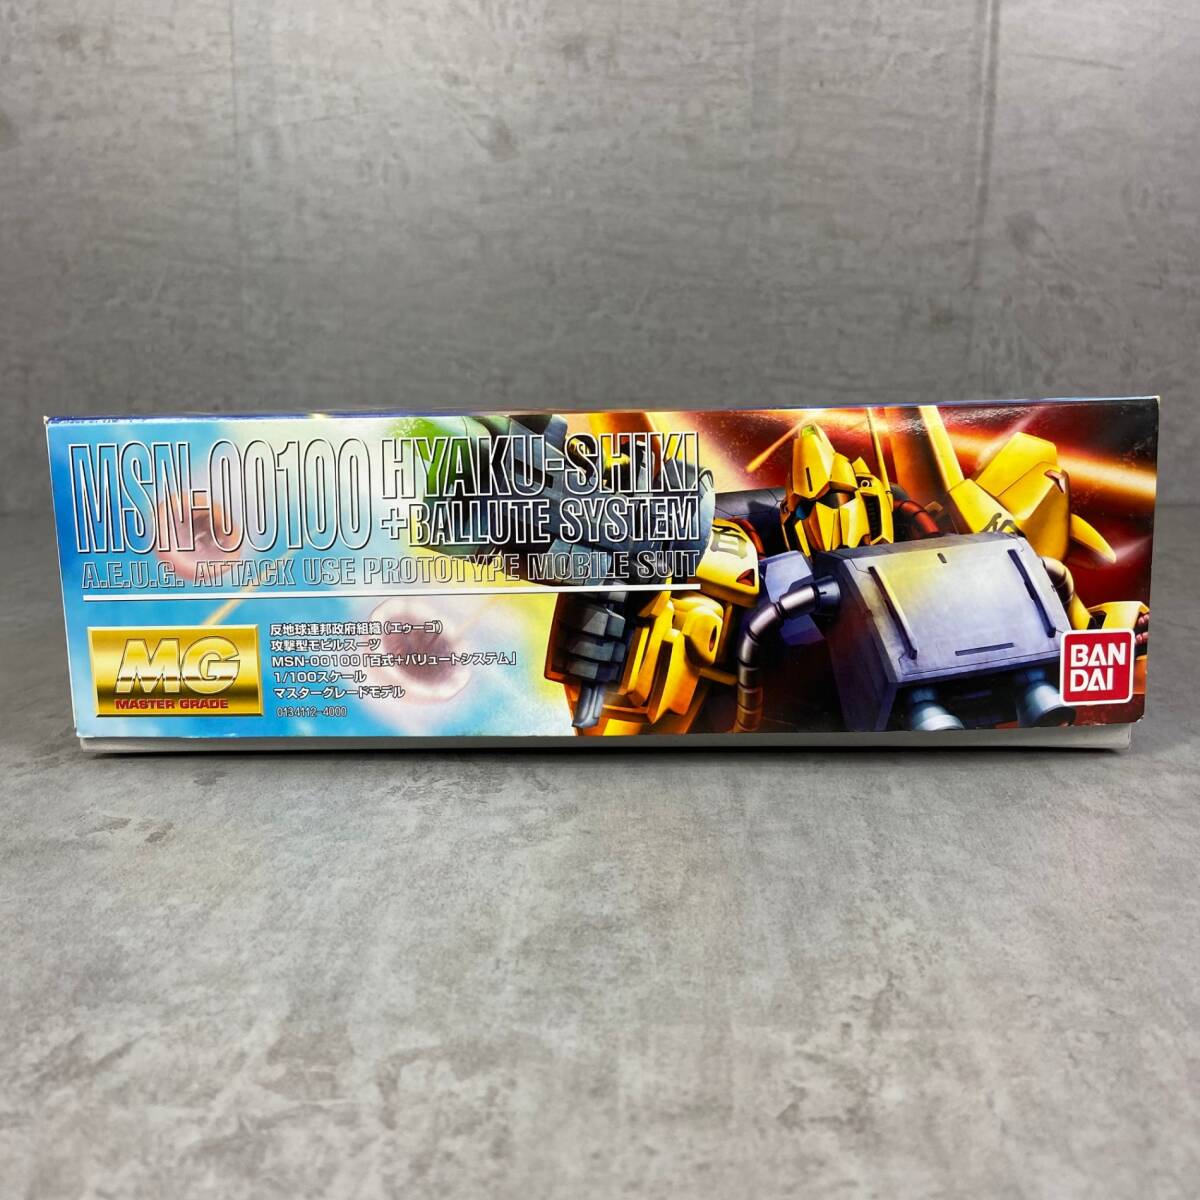 MSN-00100 HYAKU-SHIKI
+BALLUTE SYSTEM
A.E.U.G. ATTACK USE PROTOTYPE MOBILE SUIT
MG
MASTER GRADE
反地球連邦政府組織(エゥーゴ)
攻撃型モビルスーツ
MSN-00100「百式+バリュートシステム」
1/100スケール
マスターグレードモデル
0134112-4000
百
BAN
DAI